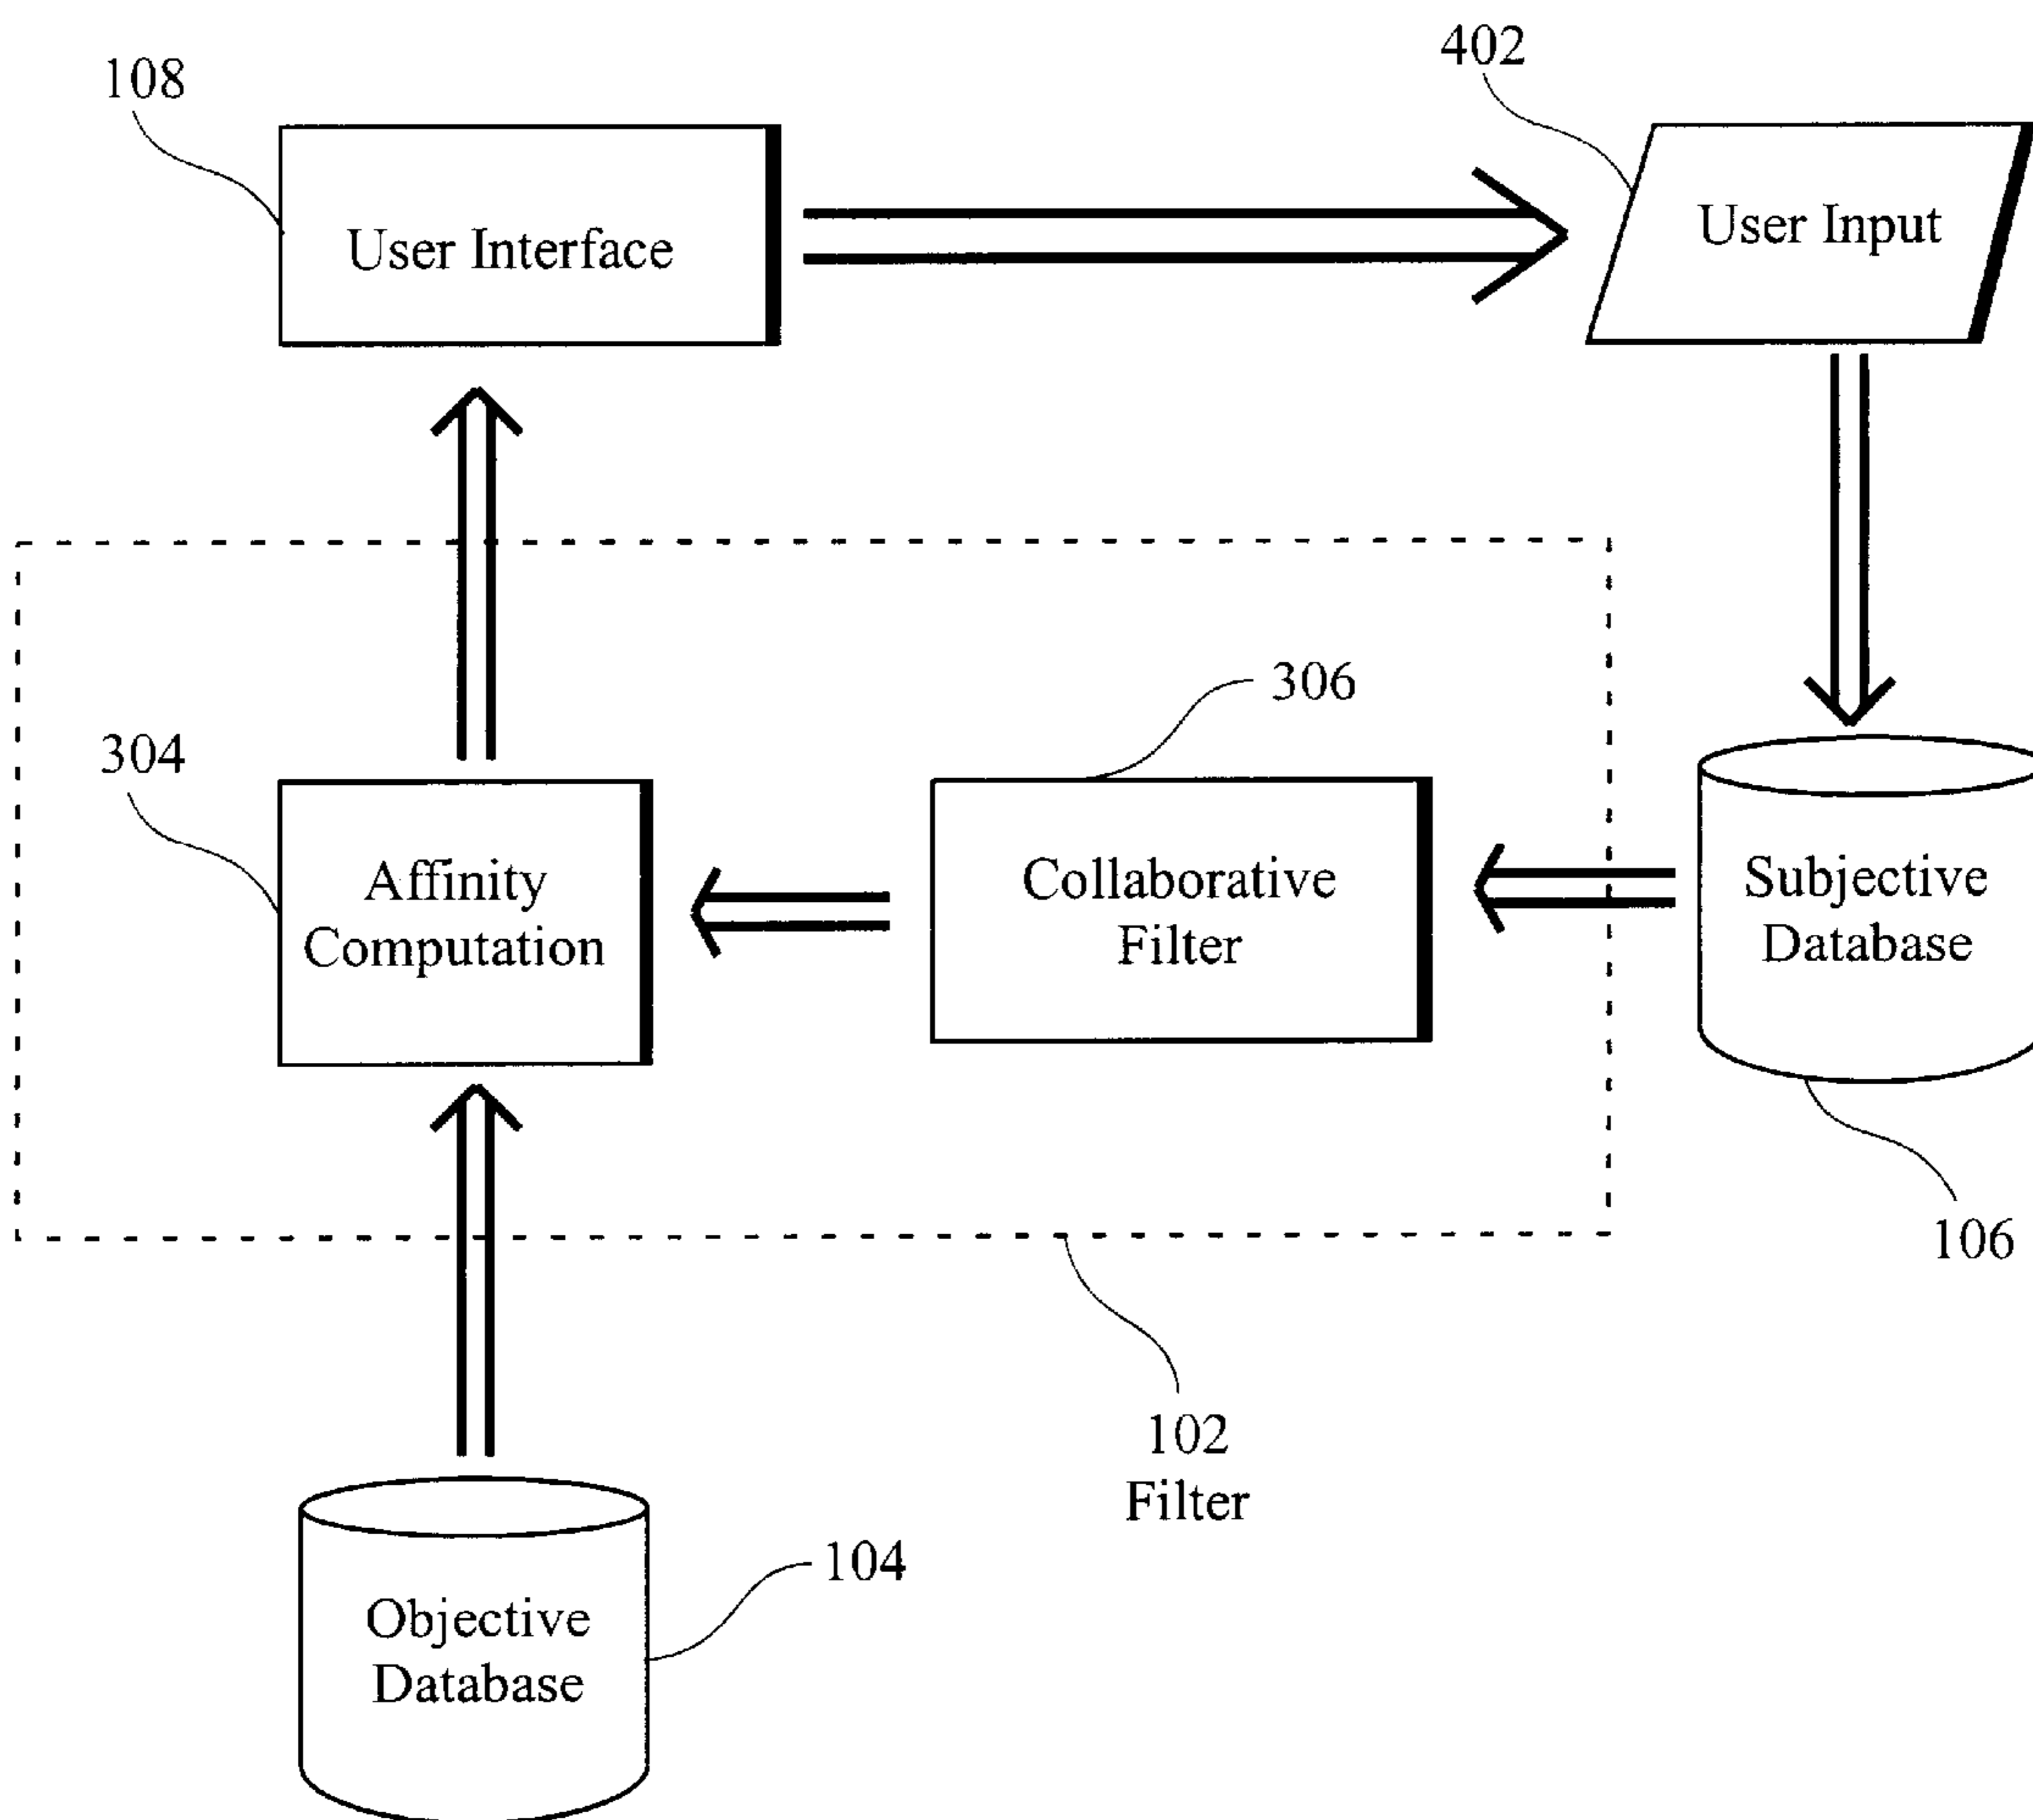 108
402
User Interface
User Input
306
304
Affinity
Computation
Collaborative
Filter
Subjective
Database
106
102
Filter
104
Objective
Database